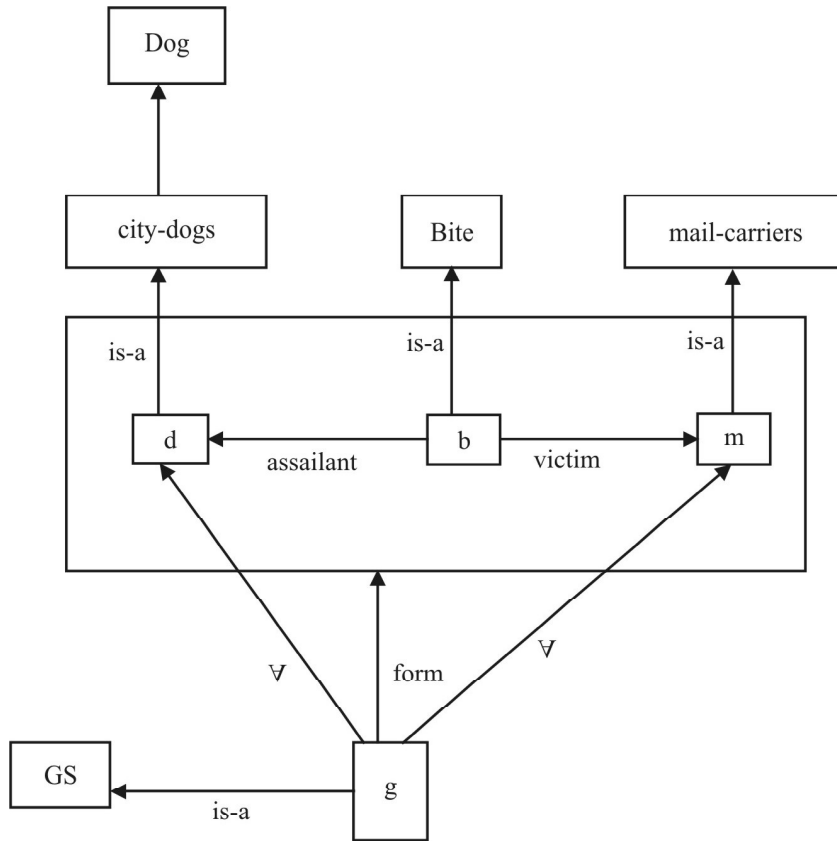 Dog
city-dogs
Bite
mail-carriers
is-a
is-a
is-a
d
assailant
b
victim
m
∀
form
∀
GS
is-a
g